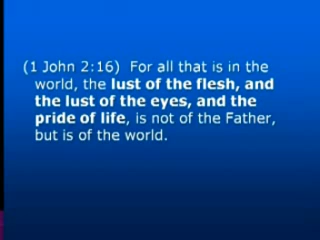 (1 John 2:16)  For all that is in the
world, the lust of the flesh, and
the lust of the eyes, and the
pride of life, is not of the Father,
but is of the world.